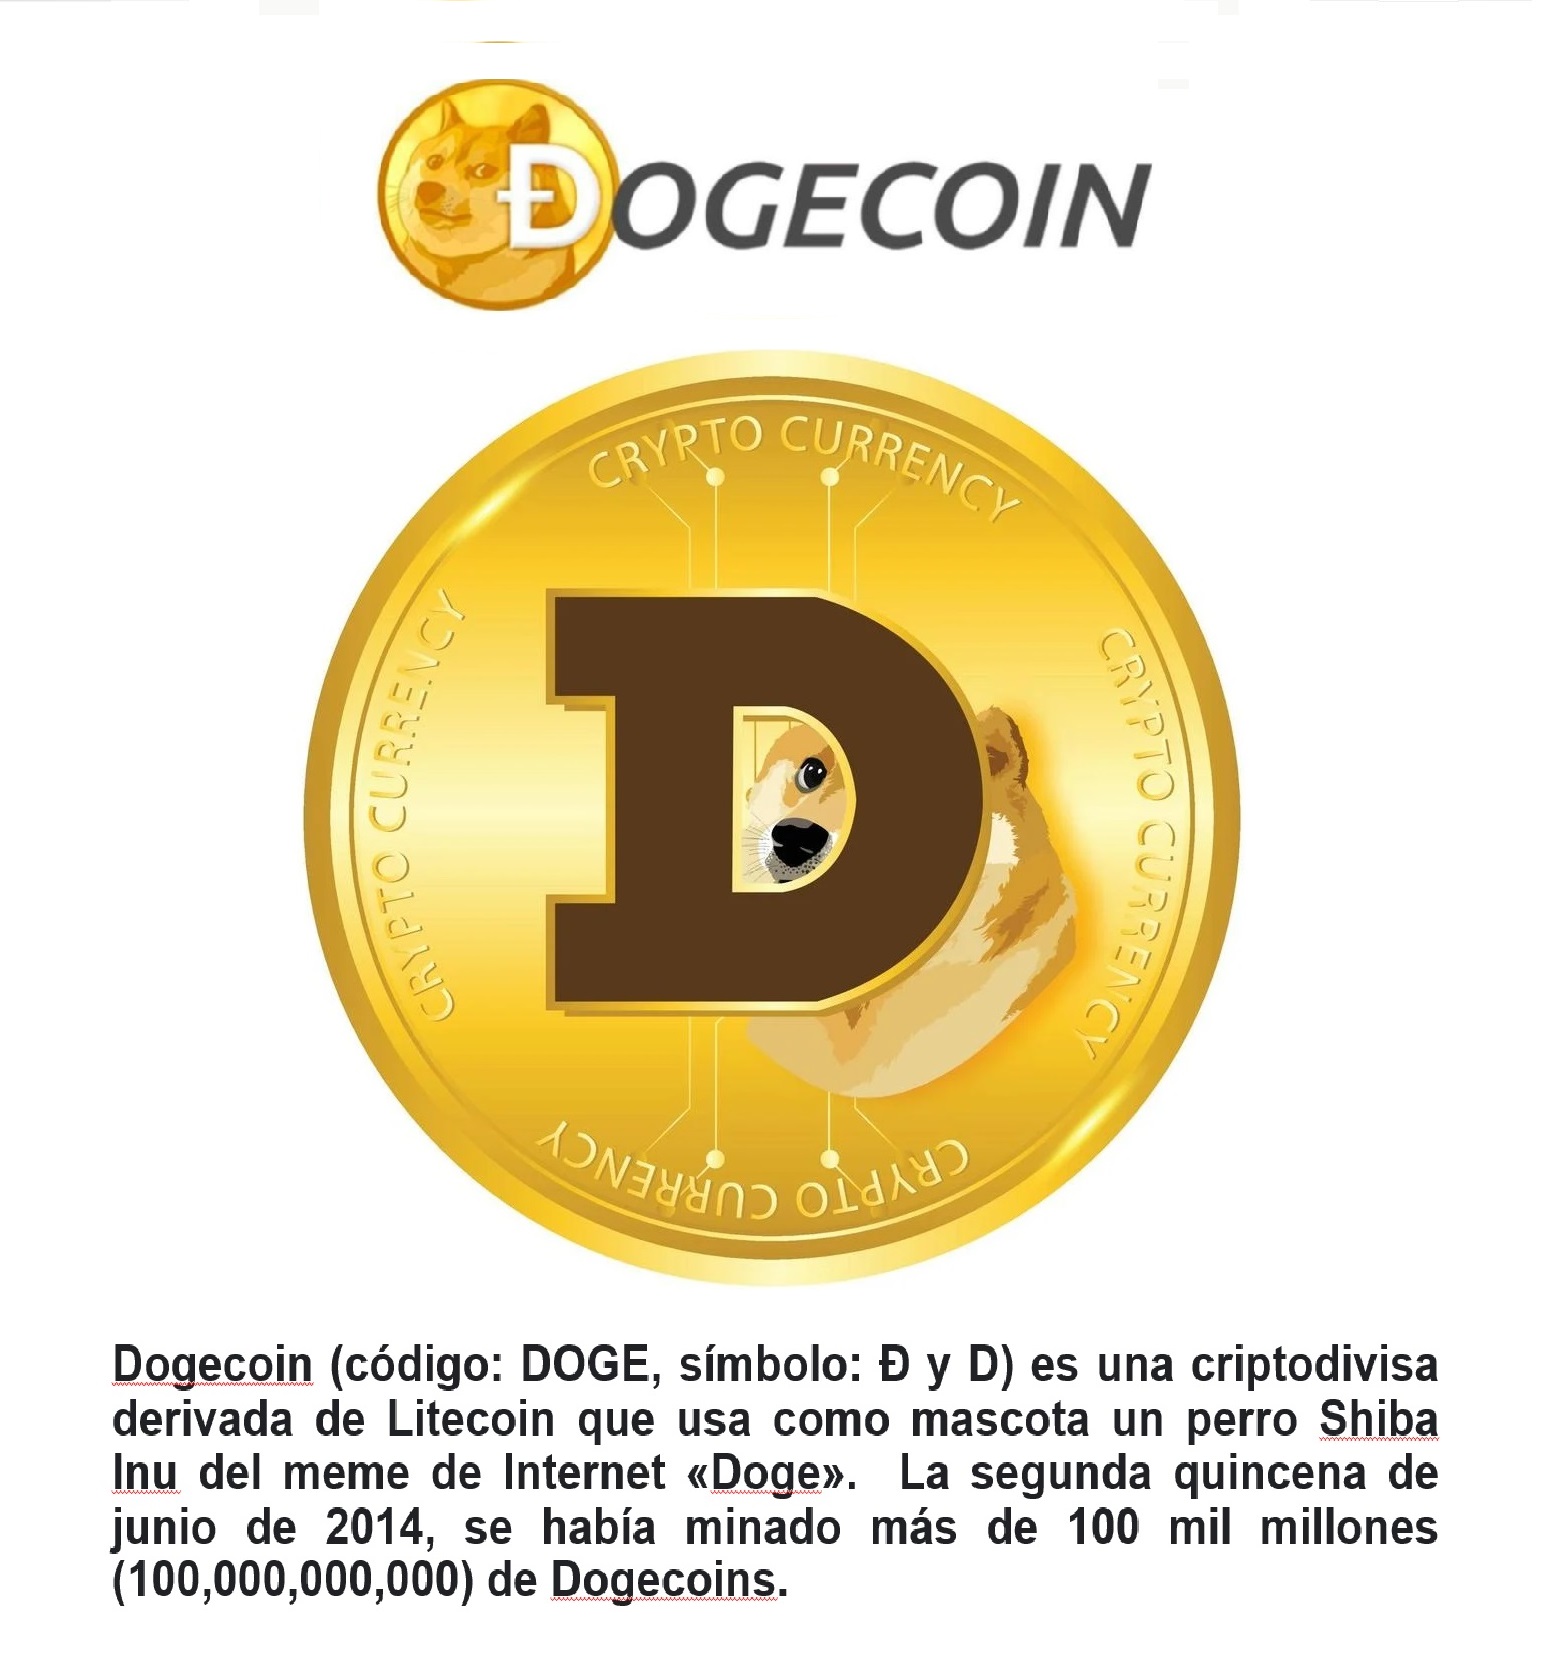 ÐOGECOIN
CRYPTO CURRENCY
CRYPTO CURRENCY
CRYPTO CURRENCY
D
CRYPTO CURRENCY
Dogecoin (código: DOGE, símbolo: Ð y D) es una criptodivisa
derivada de Litecoin que usa como mascota un perro Shiba
Inu del meme de Internet «Doge». La segunda quincena de
junio de 2014, se había minado más de 100 mil millones
(100,000,000,000) de Dogecoins.